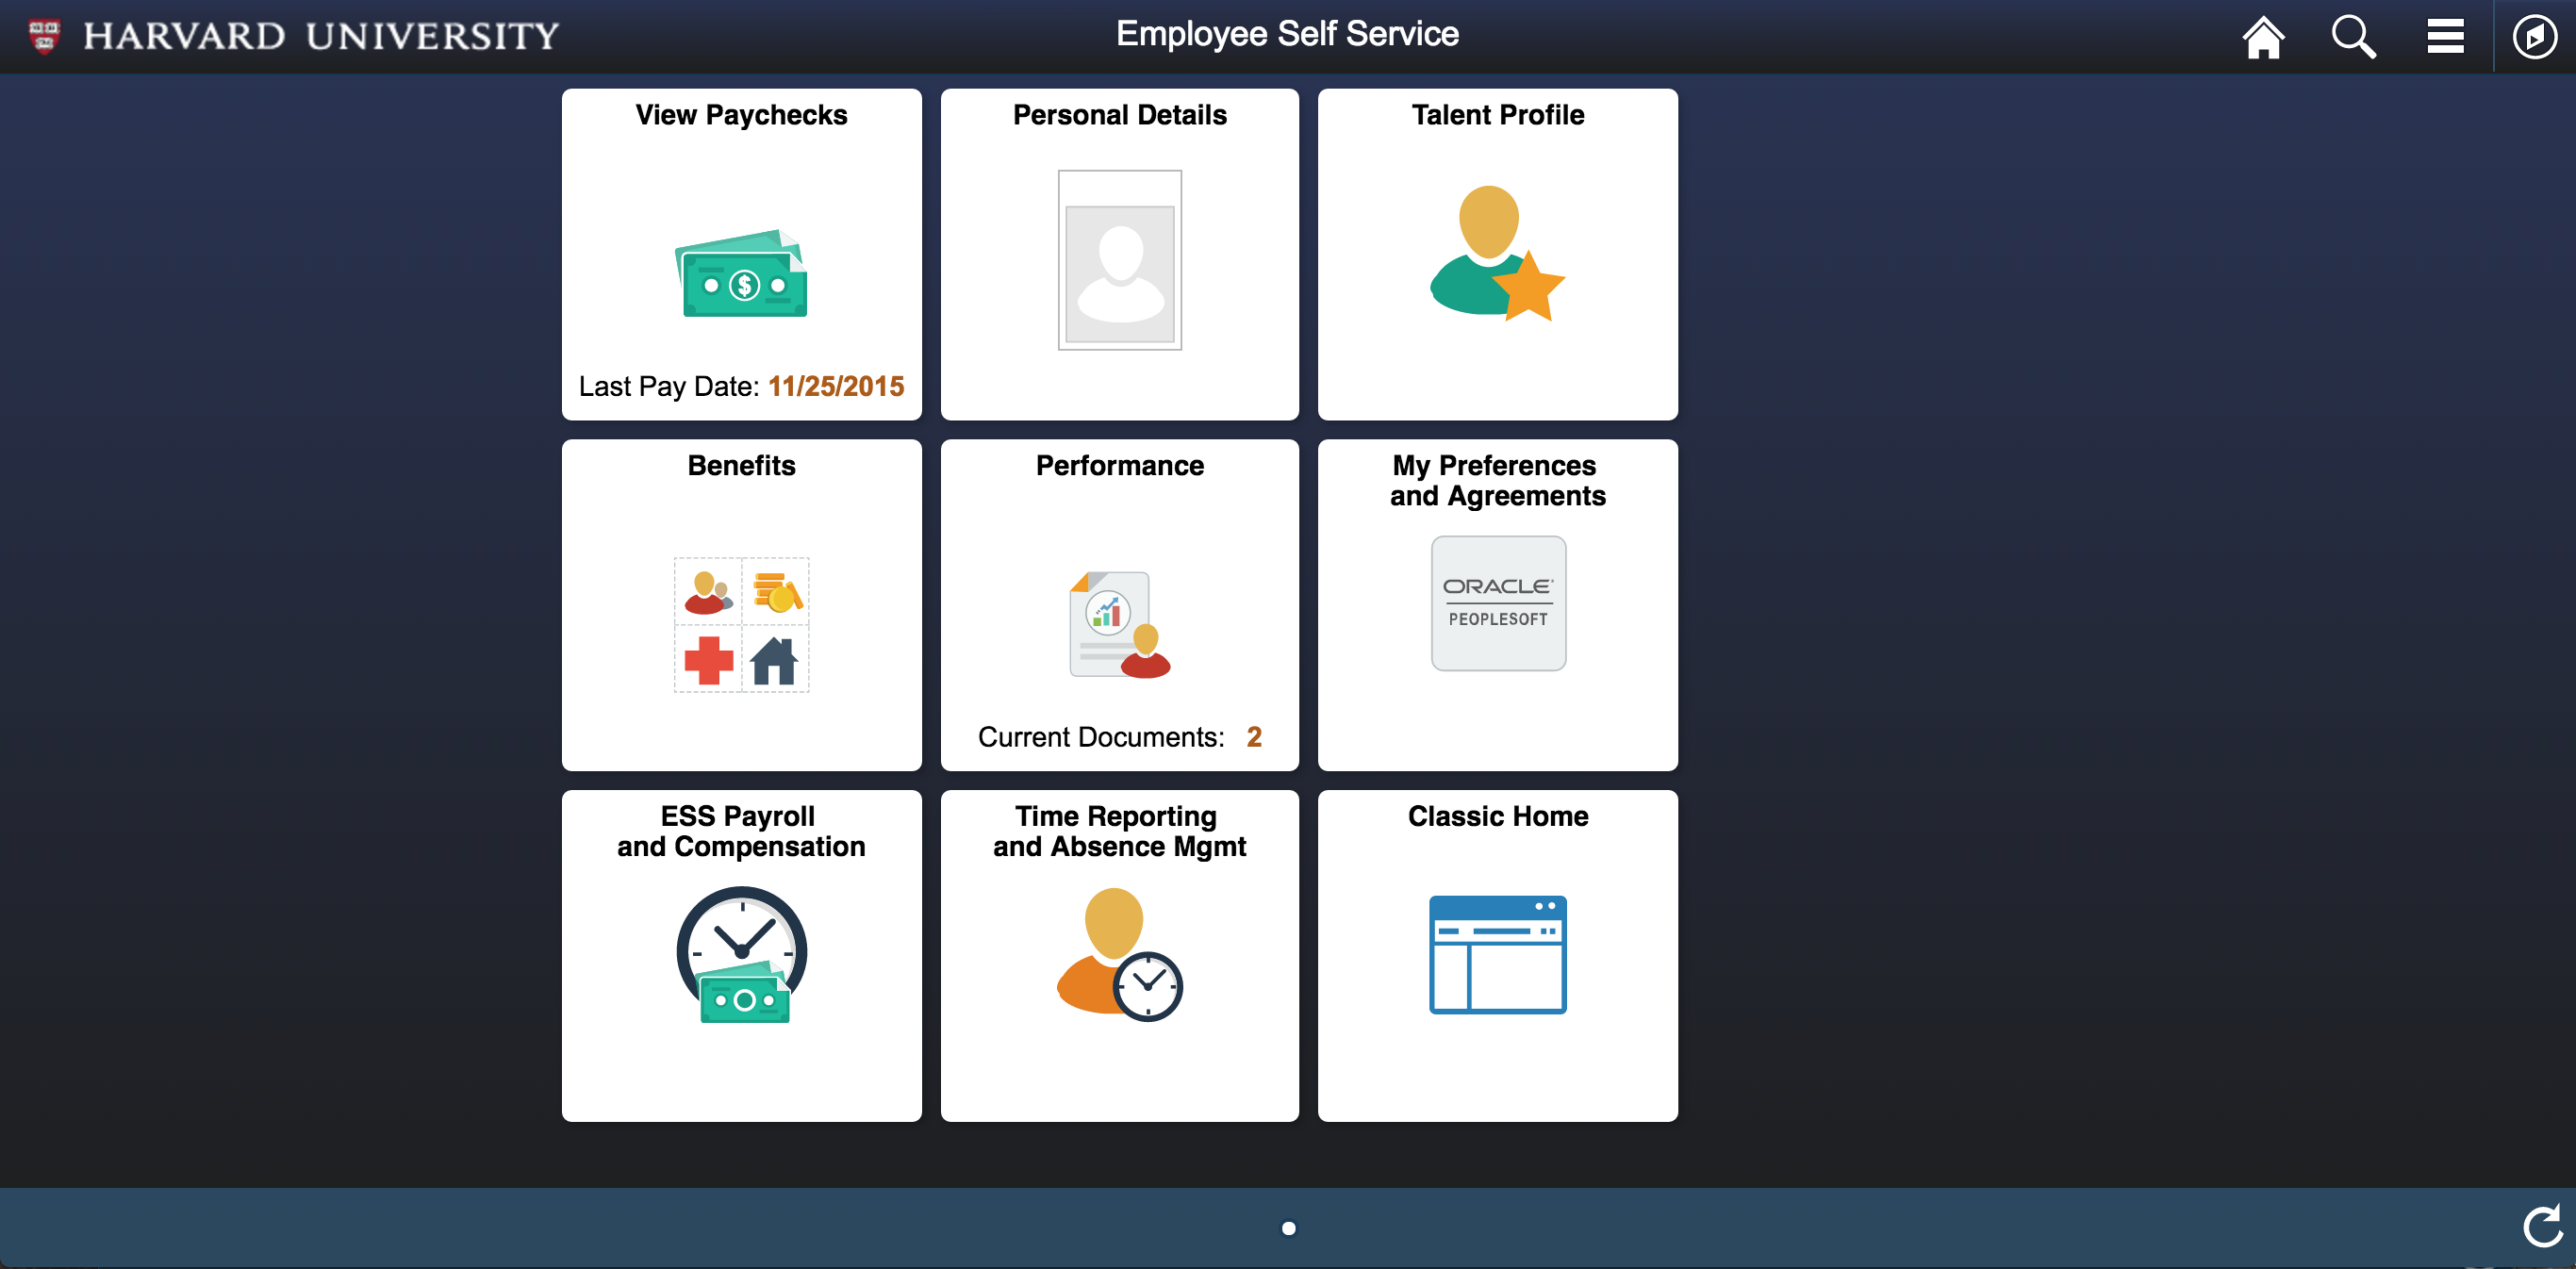 HARVARD UNIVERSITY
Employee Self Service
View Paychecks
Last Pay Date: 11/25/2015
Personal Details
Talent Profile
Benefits
Performance
Current Documents: 2
My Preferences
and Agreements
ORACLE
PEOPLESOFT
ESS Payroll
and Compensation
Time Reporting
and Absence Mgmt
Classic Home